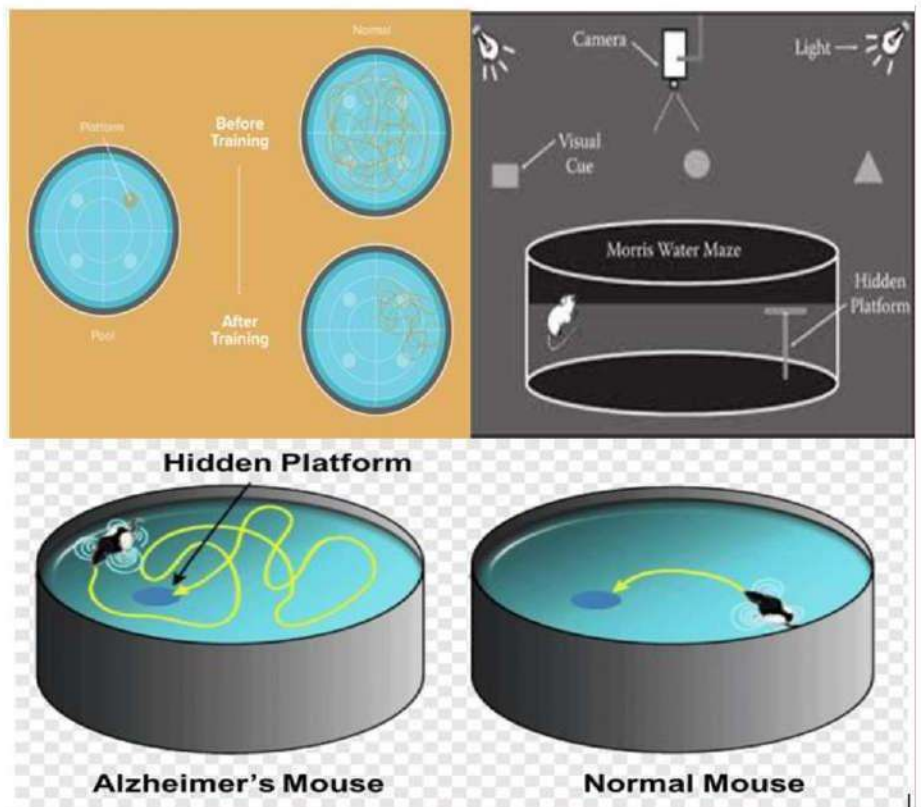 Normal
Platform
Before
Training
After
Training
Pool
Camera
Light
Visual
Cue
Morris Water Maze
Hidden
Platform
Hidden Platform
Alzheimer's Mouse
Normal Mouse